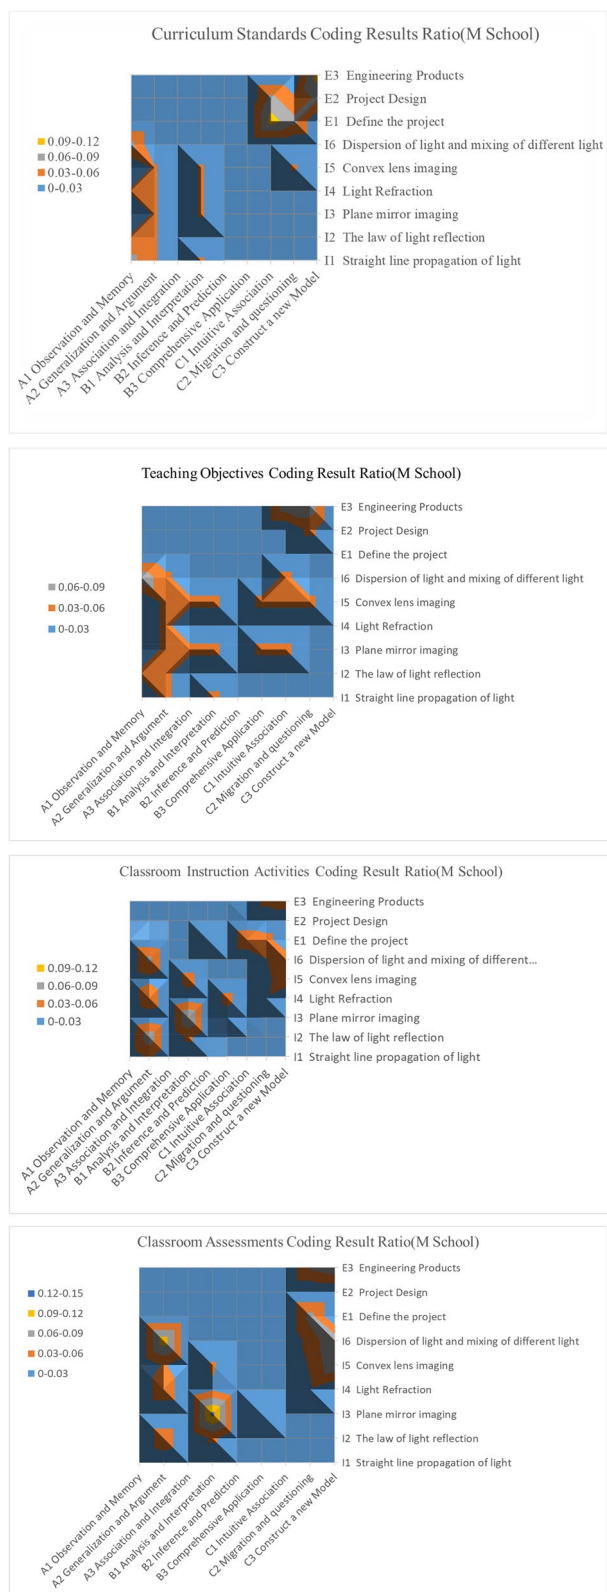 Curriculum Standards Coding Results Ratio(M School)
E3 Engineering Products
E2 Project Design
E1 Define the project
I6 Dispersion of light and mixing of different light
I5 Convex lens imaging
I4 Light Refraction
I3 Plane mirror imaging
I2 The law of light reflection
I1 Straight line propagation of light
0.09-0.12
0.06-0.09
0.03-0.06
0-0.03
A1 Observation and Memory
A2 Generalization and Argument
A3 Association and Integration
B1 Analysis and Interpretation
B2 Inference and Prediction
B3 Comprehensive Application
C1 Intuitive Association
C2 Migration and questioning
C3 Construct a new Model
Teaching Objectives Coding Result Ratio(M School)
E3 Engineering Products
E2 Project Design
E1 Define the project
I6 Dispersion of light and mixing of different light
I5 Convex lens imaging
I4 Light Refraction
I3 Plane mirror imaging
I2 The law of light reflection
I1 Straight line propagation of light
0.06-0.09
0.03-0.06
0-0.03
A1 Observation and Memory
A2 Generalization and Argument
A3 Association and Integration
B1 Analysis and Interpretation
B2 Inference and Prediction
B3 Comprehensive Application
C1 Intuitive Association
C2 Migration and questioning
C3 Construct a new Model
Classroom Instruction Activities Coding Result Ratio(M School)
E3 Engineering Products
E2 Project Design
E1 Define the project
I6 Dispersion of light and mixing of different...
I5 Convex lens imaging
I4 Light Refraction
I3 Plane mirror imaging
I2 The law of light reflection
I1 Straight line propagation of light
0.09-0.12
0.06-0.09
0.03-0.06
0-0.03
A1 Observation and Memory
A2 Generalization and Argument
A3 Association and Integration
B1 Analysis and Interpretation
B2 Inference and Prediction
B3 Comprehensive Application
C1 Intuitive Association
C2 Migration and questioning
C3 Construct a new Model
Classroom Assessments Coding Result Ratio(M School)
E3 Engineering Products
E2 Project Design
E1 Define the project
I6 Dispersion of light and mixing of different light
I5 Convex lens imaging
I4 Light Refraction
I3 Plane mirror imaging
I2 The law of light reflection
I1 Straight line propagation of light
0.12-0.15
0.09-0.12
0.06-0.09
0.03-0.06
0-0.03
A1 Observation and Memory
A2 Generalization and Argument
A3 Association and Integration
B1 Analysis and Interpretation
B2 Inference and Prediction
B3 Comprehensive Application
C1 Intuitive Association
C2 Migration and questioning
C3 Construct a new Model